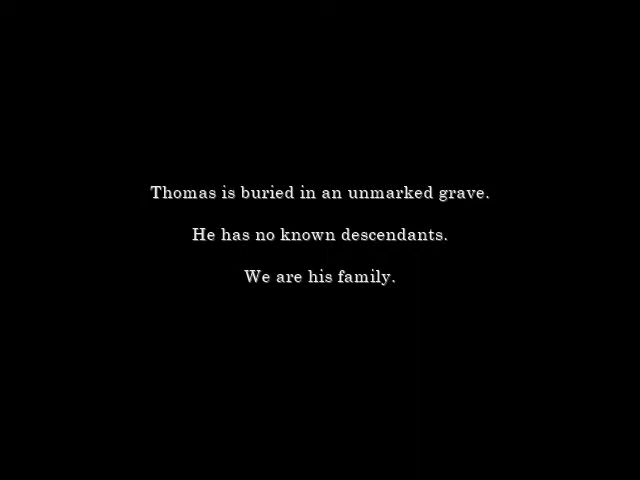 Thomas is buried in an unmarked grave.
He has no known descendants.
We are his family.